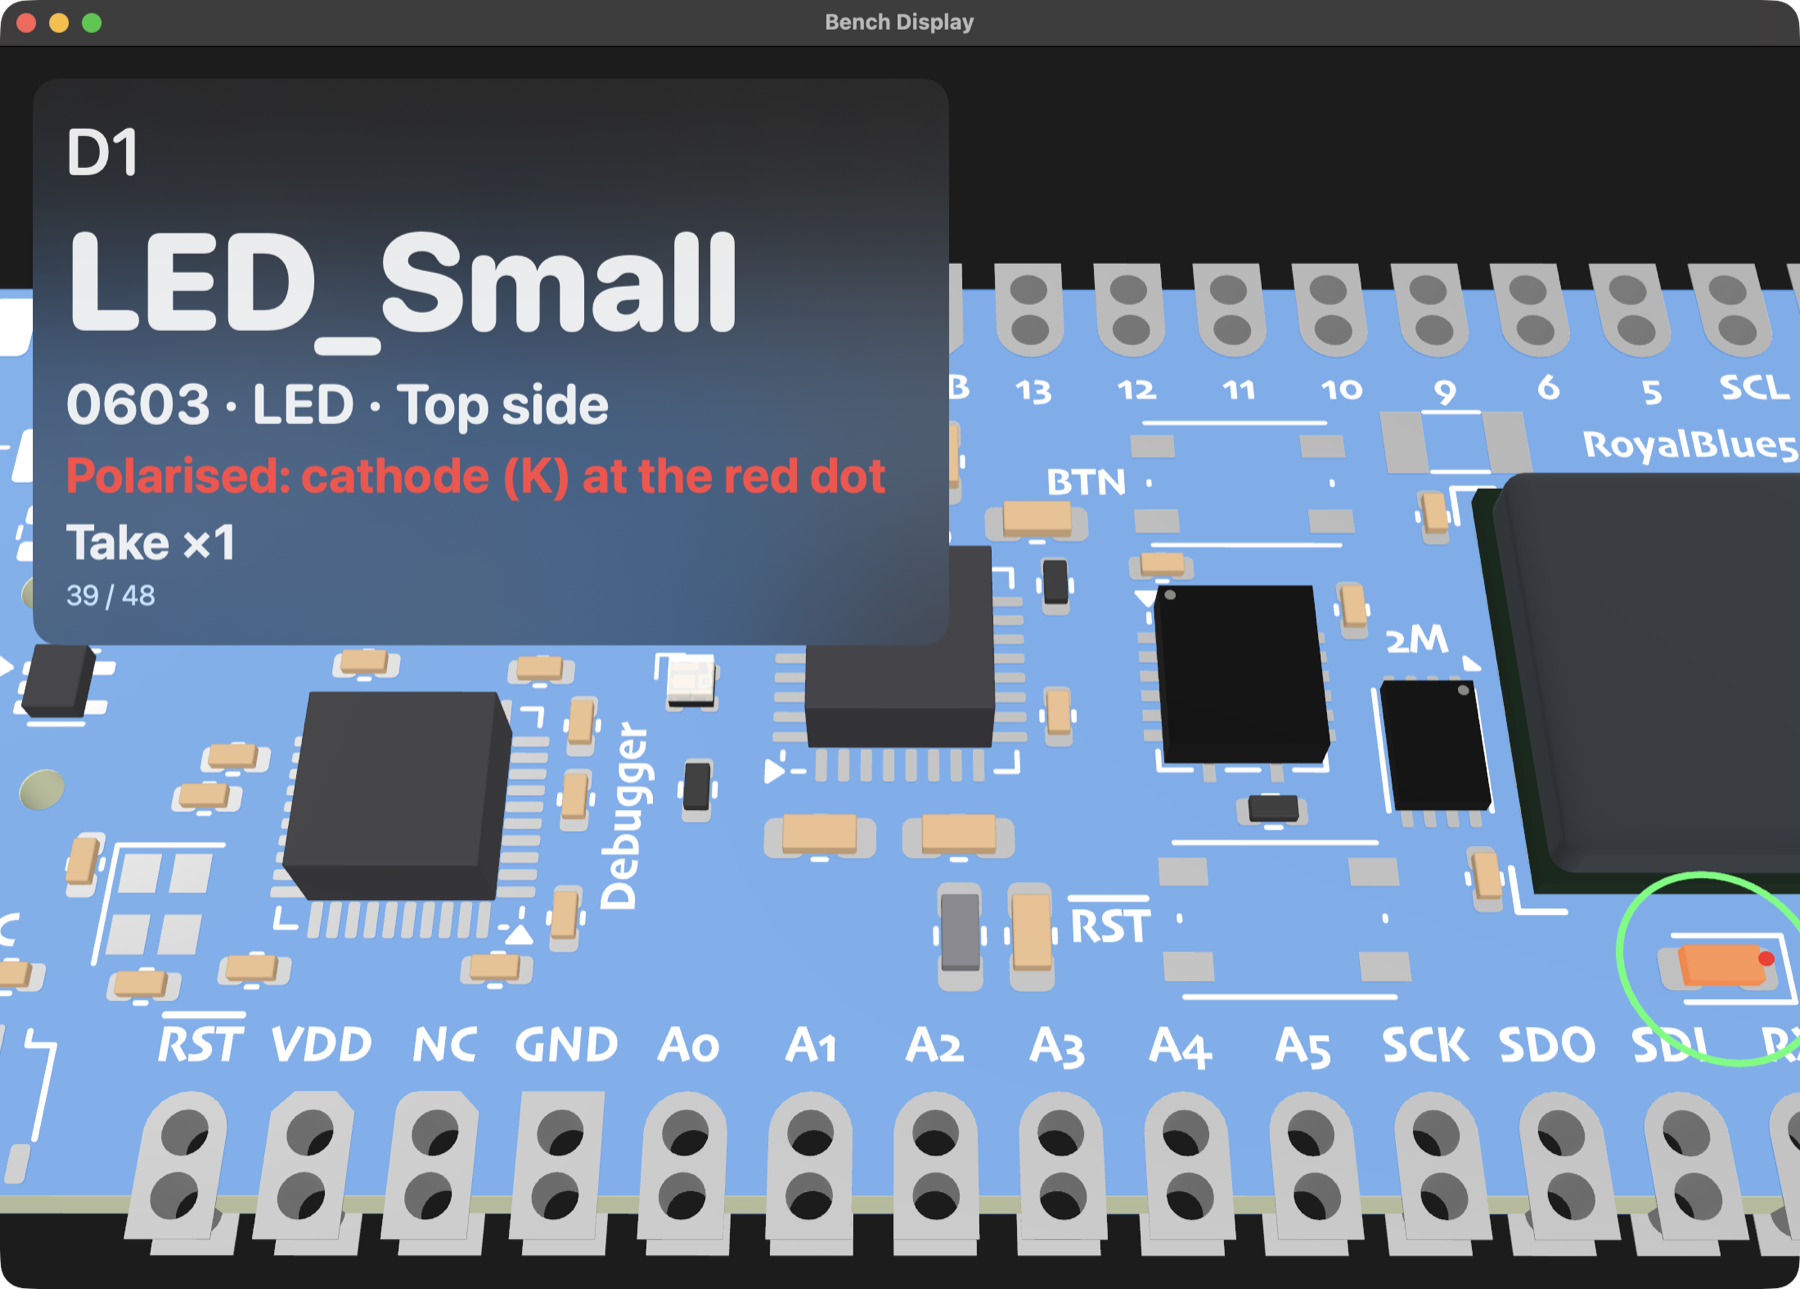 Bench Display
D1
LED_Small
0603 · LED · Top side
Polarised: cathode (K) at the red dot
Take ×1
39 / 48
B 13 12 11 10 9 6 5 SCL
RoyalBlue5
BTN
2M
Debugger
RST
C
RST VDD NC GND A0 A1 A2 A3 A4 A5 SCK SDO SDI